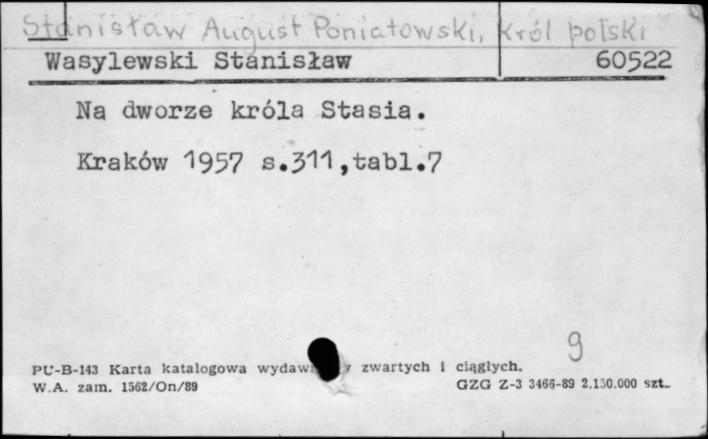 Stanisław August Poniatowski, Król polski
Wasylewski Stanisław 60522
Na dworze króla Stasia.
Kraków 1957 s.311,tabl.7
9
PU-B-143 Karta katalogowa zwartych i ciągłych.
W.A. zam. 1562/On/89 GZG Z-3 3466-89 2.150.000 szt.